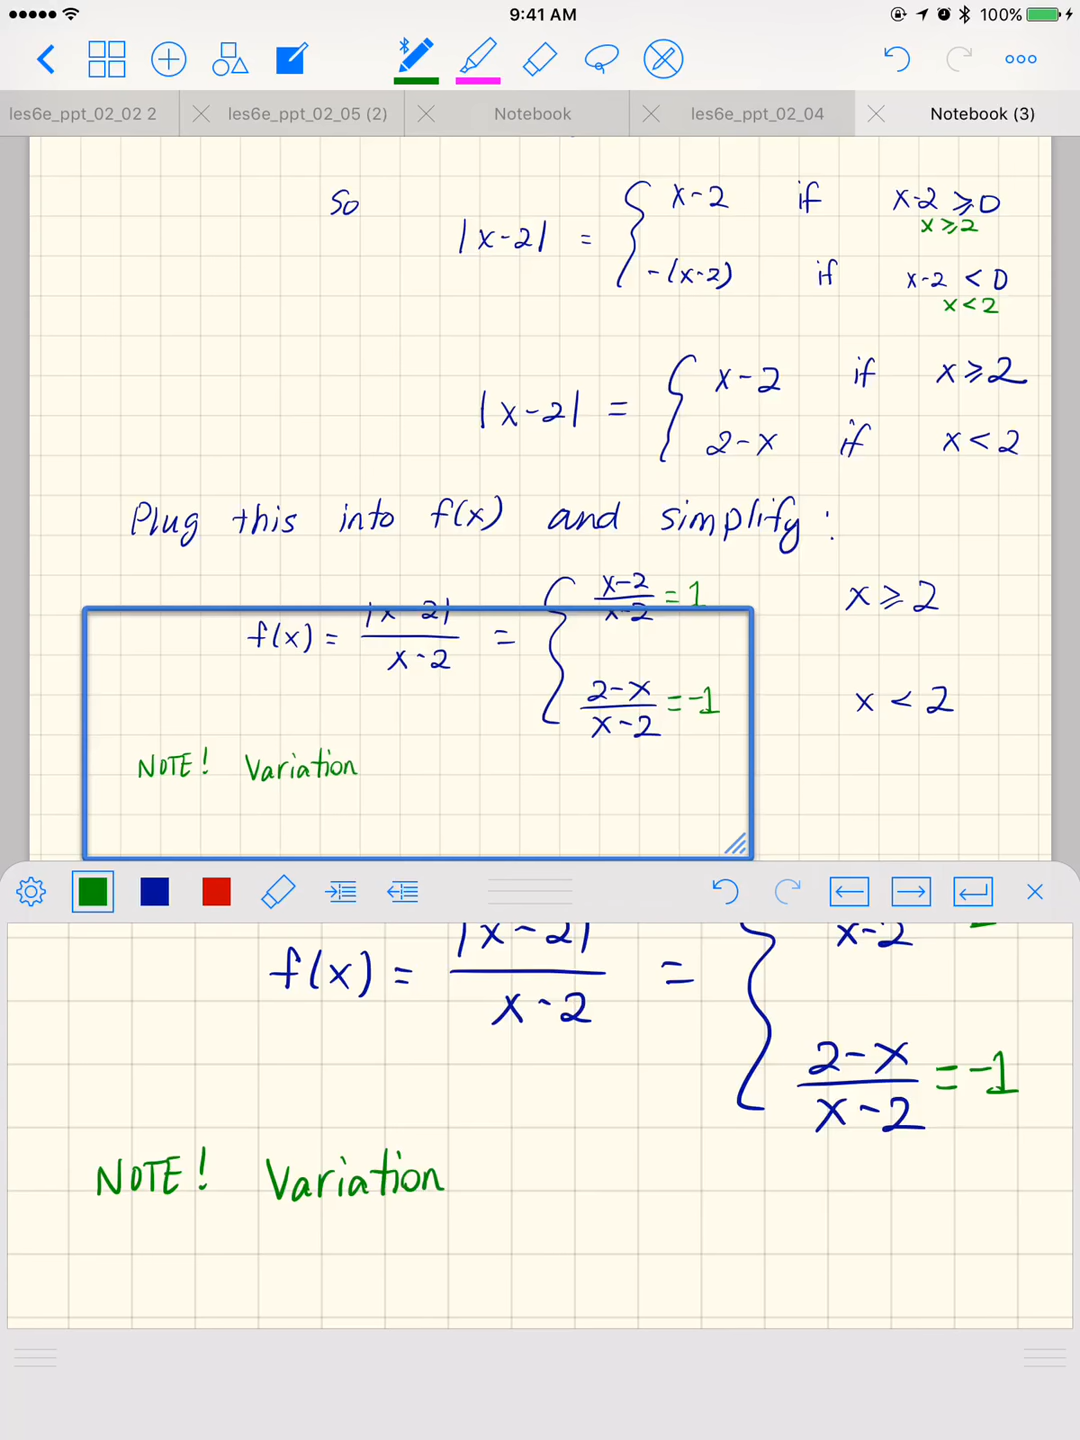 9:41 AM 100%
les6e_ppt_02_02 2 les6e_ppt_02_05 (2) Notebook les6e_ppt_02_04 Notebook (3)
So |x-2| = { x-2 if x-2 ⩾ 0
x ⩾ 2
-(x-2) if x-2 < 0
x < 2
|x-2| = { x-2 if x ⩾ 2
2-x if x < 2
Plug this into f(x) and simplify:
f(x) = |x-2| / x-2 = { x-2 / x-2 = 1 x ⩾ 2
2-x / x-2 = -1 x < 2
NOTE! Variation
f(x) = |x-2| / x-2 = { x-2
2-x / x-2 = -1
NOTE! Variation